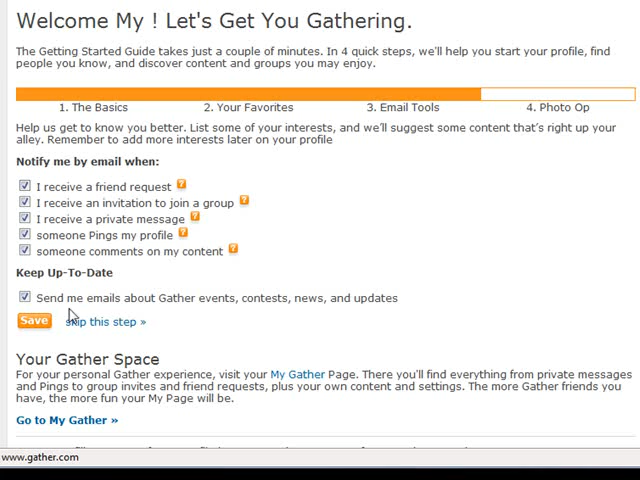 Welcome My ! Let's Get You Gathering.
The Getting Started Guide takes just a couple of minutes. In 4 quick steps, we'll help you start your profile, find
people you know, and discover content and groups you may enjoy.
1. The Basics 2. Your Favorites 3. Email Tools 4. Photo Op
Help us get to know you better. List some of your interests, and we'll suggest some content that's right up your
alley. Remember to add more interests later on your profile
Notify me by email when:
I receive a friend request ?
I receive an invitation to join a group ?
I receive a private message ?
someone Pings my profile ?
someone comments on my content ?
Keep Up-To-Date
Send me emails about Gather events, contests, news, and updates
Save skip this step »
Your Gather Space
For your personal Gather experience, visit your My Gather Page. There you'll find everything from private messages
and Pings to group invites and friend requests, plus your own content and settings. The more Gather friends you
have, the more fun your My Page will be.
Go to My Gather »
www.gather.com